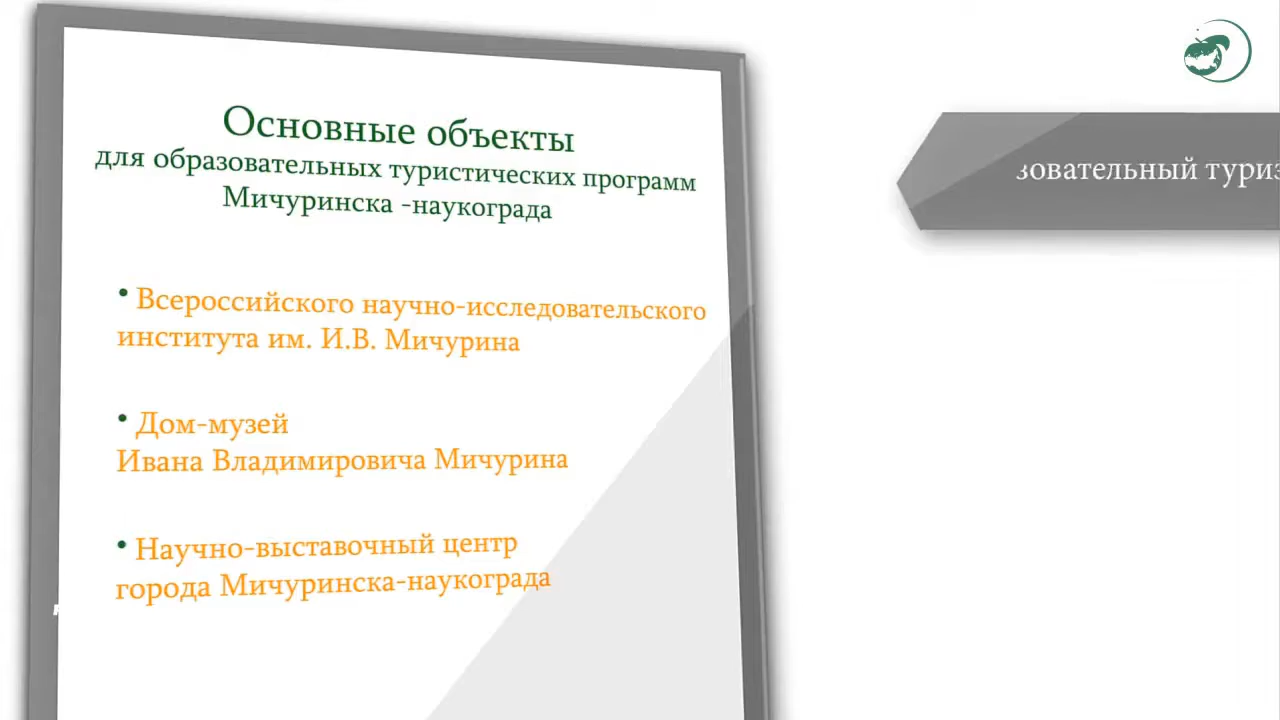 Основные объекты
для образовательных туристических программ
Мичуринска -наукограда
• Всероссийского научно-исследовательского
института им. И.В. Мичурина
• Дом-музей
Ивана Владимировича Мичурина
• Научно-выставочный центр
города Мичуринска-наукограда
зовательный туриз